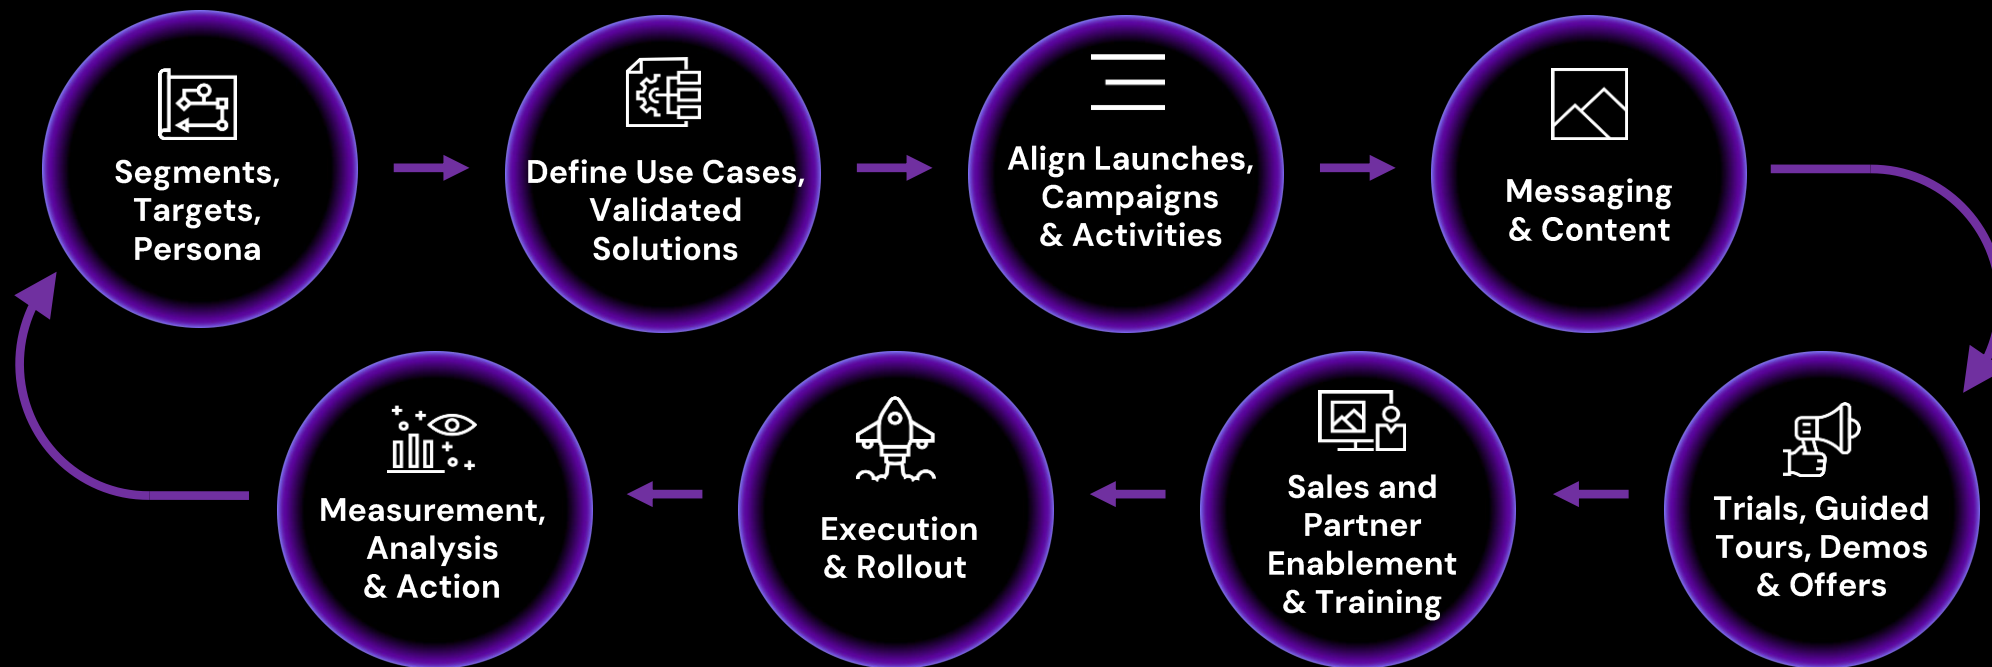 Segments,
Targets,
Persona
Define Use Cases,
Validated
Solutions
Align Launches,
Campaigns
& Activities
Messaging
& Content
Trials, Guided
Tours, Demos
& Offers
Sales and
Partner
Enablement
& Training
Execution
& Rollout
Measurement,
Analysis
& Action